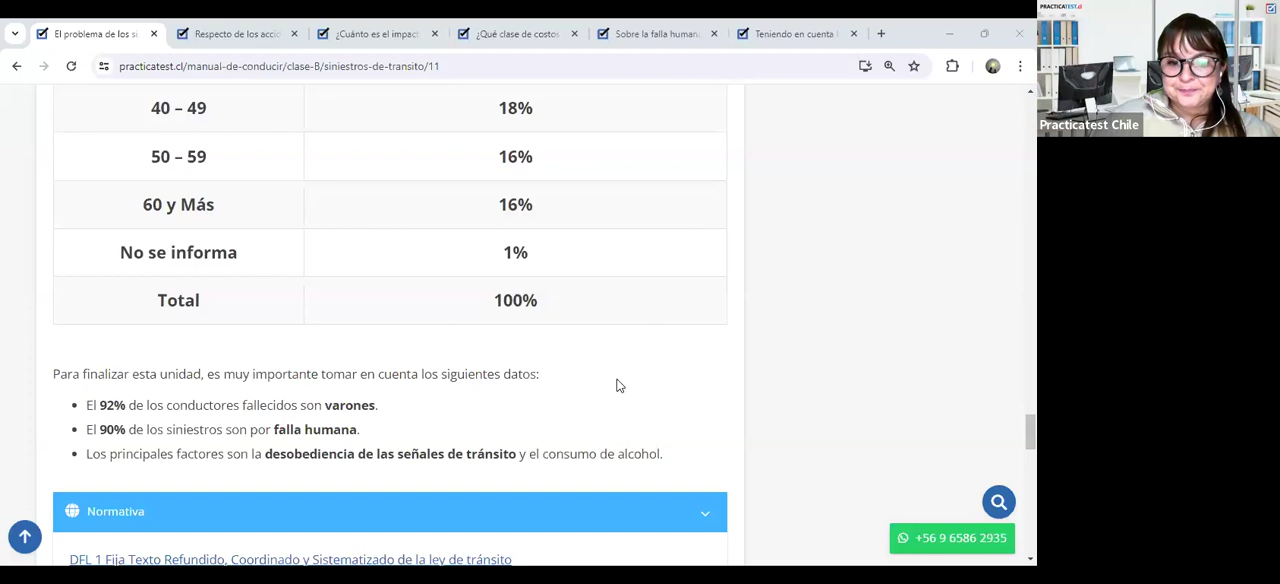 El problema de los si
Respecto de los accio
¿Cuánto es el impact
¿Qué clase de costos
Sobre la falla human
Teniendo en cuenta l
practicatest.cl/manual-de-conducir/clase-B/siniestros-de-transito/11
PRACTICATEST.cl
Practicatest Chile
40 – 49 18%
50 – 59 16%
60 y Más 16%
No se informa 1%
Total 100%
Para finalizar esta unidad, es muy importante tomar en cuenta los siguientes datos:
El 92% de los conductores fallecidos son varones.
El 90% de los siniestros son por falla humana.
Los principales factores son la desobediencia de las señales de tránsito y el consumo de alcohol.
Normativa
+56 9 6586 2935
DFL 1 Fija Texto Refundido, Coordinado y Sistematizado de la ley de tránsito